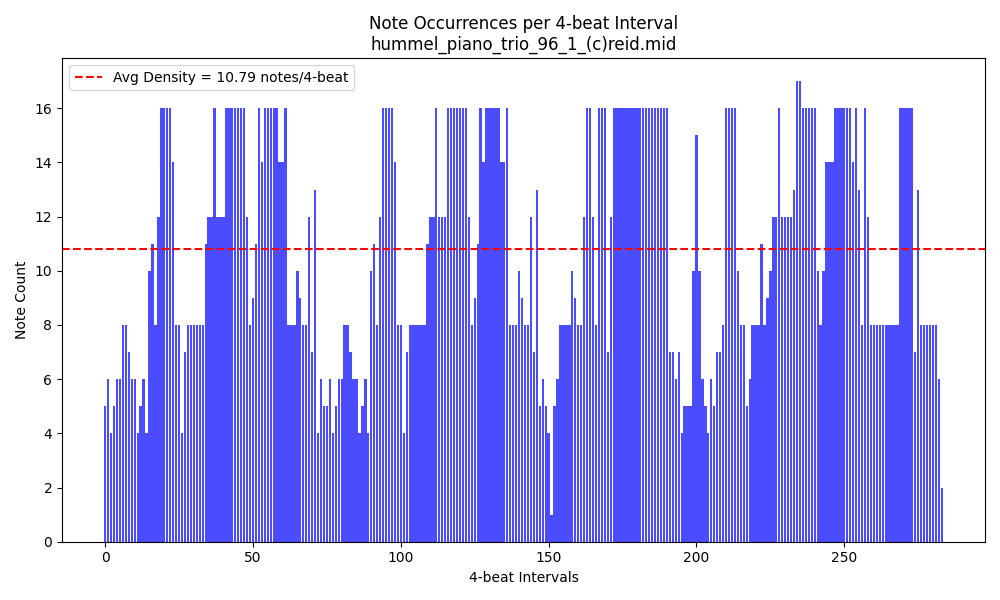 Note Occurrences per 4-beat Interval
hummel_piano_trio_96_1_(c)reid.mid
Avg Density = 10.79 notes/4-beat
Note Count
16
14
12
10
8
6
4
2
0
0 50 100 150 200 250
4-beat Intervals